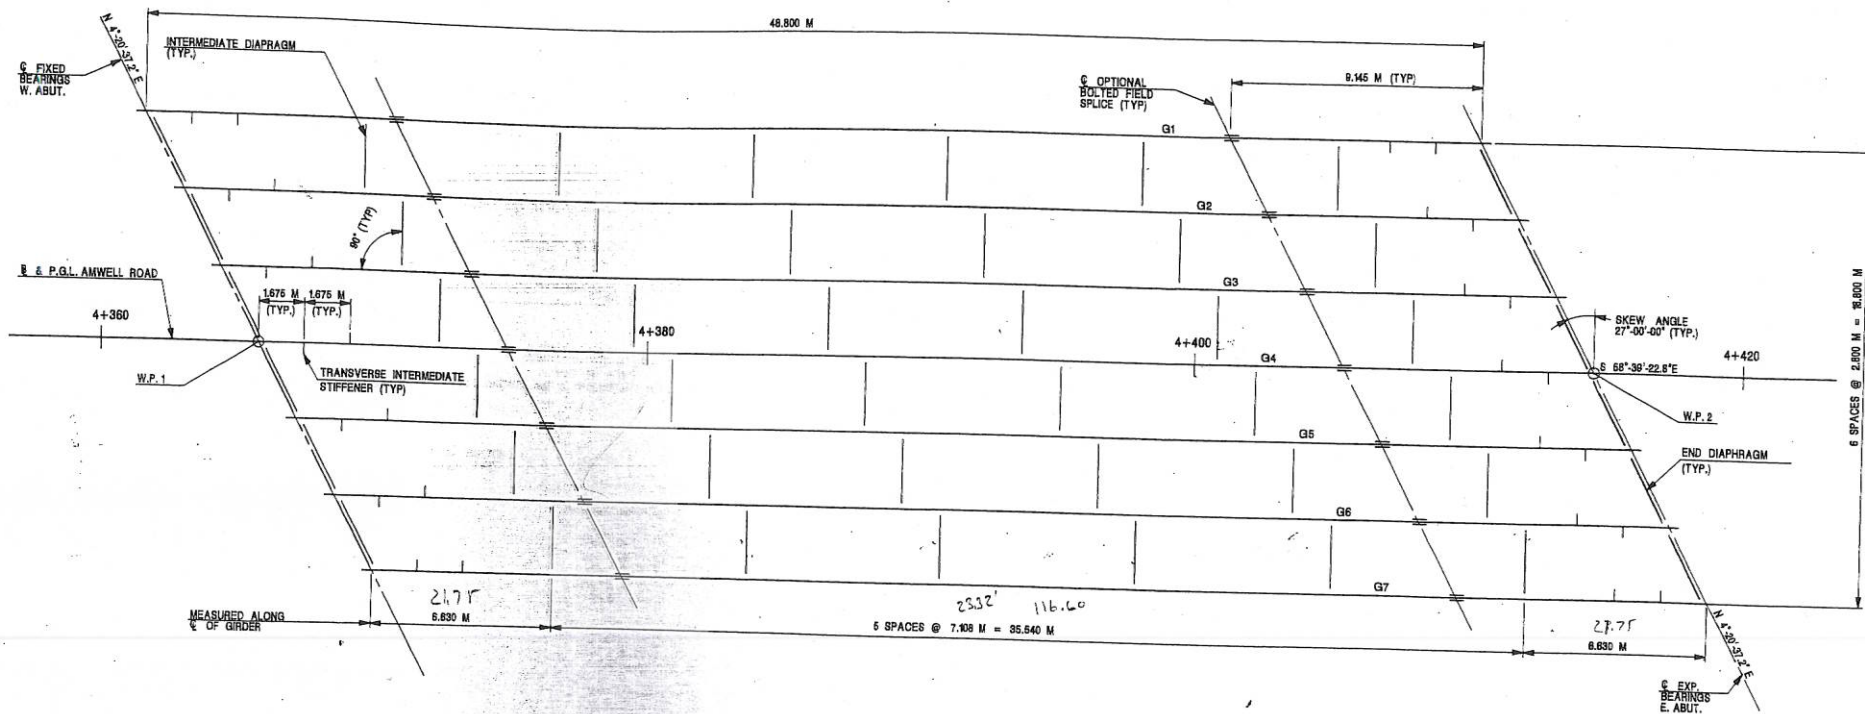 48.800 M
N 4°-20'-37.2" E
INTERMEDIATE DIAPRAGM
(TYP.)
℄ FIXED
BEARINGS
W. ABUT.
℄ OPTIONAL
BOLTED FIELD
SPLICE (TYP)
9.145 M (TYP)
G1
G2
90° (TYP)
G3
℄ & P.G.L. AMWELL ROAD
1.675 M
(TYP.)
1.675 M
(TYP.)
4+360
4+380
4+400
4+420
SKEW ANGLE
27°-00'-00" (TYP.)
G4
S 58°-39'-22.8"E
W.P. 1
TRANSVERSE INTERMEDIATE
STIFFENER (TYP)
W.P. 2
6 SPACES @ 2.800 M = 16.800 M
G5
END DIAPHRAGM
(TYP.)
G6
G7
MEASURED ALONG
℄ OF GIRDER
21.75
6.630 M
23.32' 116.60
5 SPACES @ 7.108 M = 35.540 M
21.75
6.630 M
N 4°-20'-37.2" E
℄ EXP.
BEARINGS
E. ABUT.